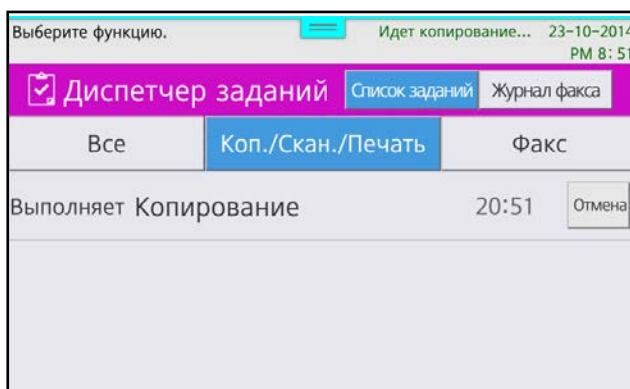 Выберите функцию. Идет копирование... 23-10-2014
PM 8:51
Диспетчер заданий Список заданий Журнал факса
Все Коп./Скан./Печать Факс
Выполняет Копирование 20:51 Отмена